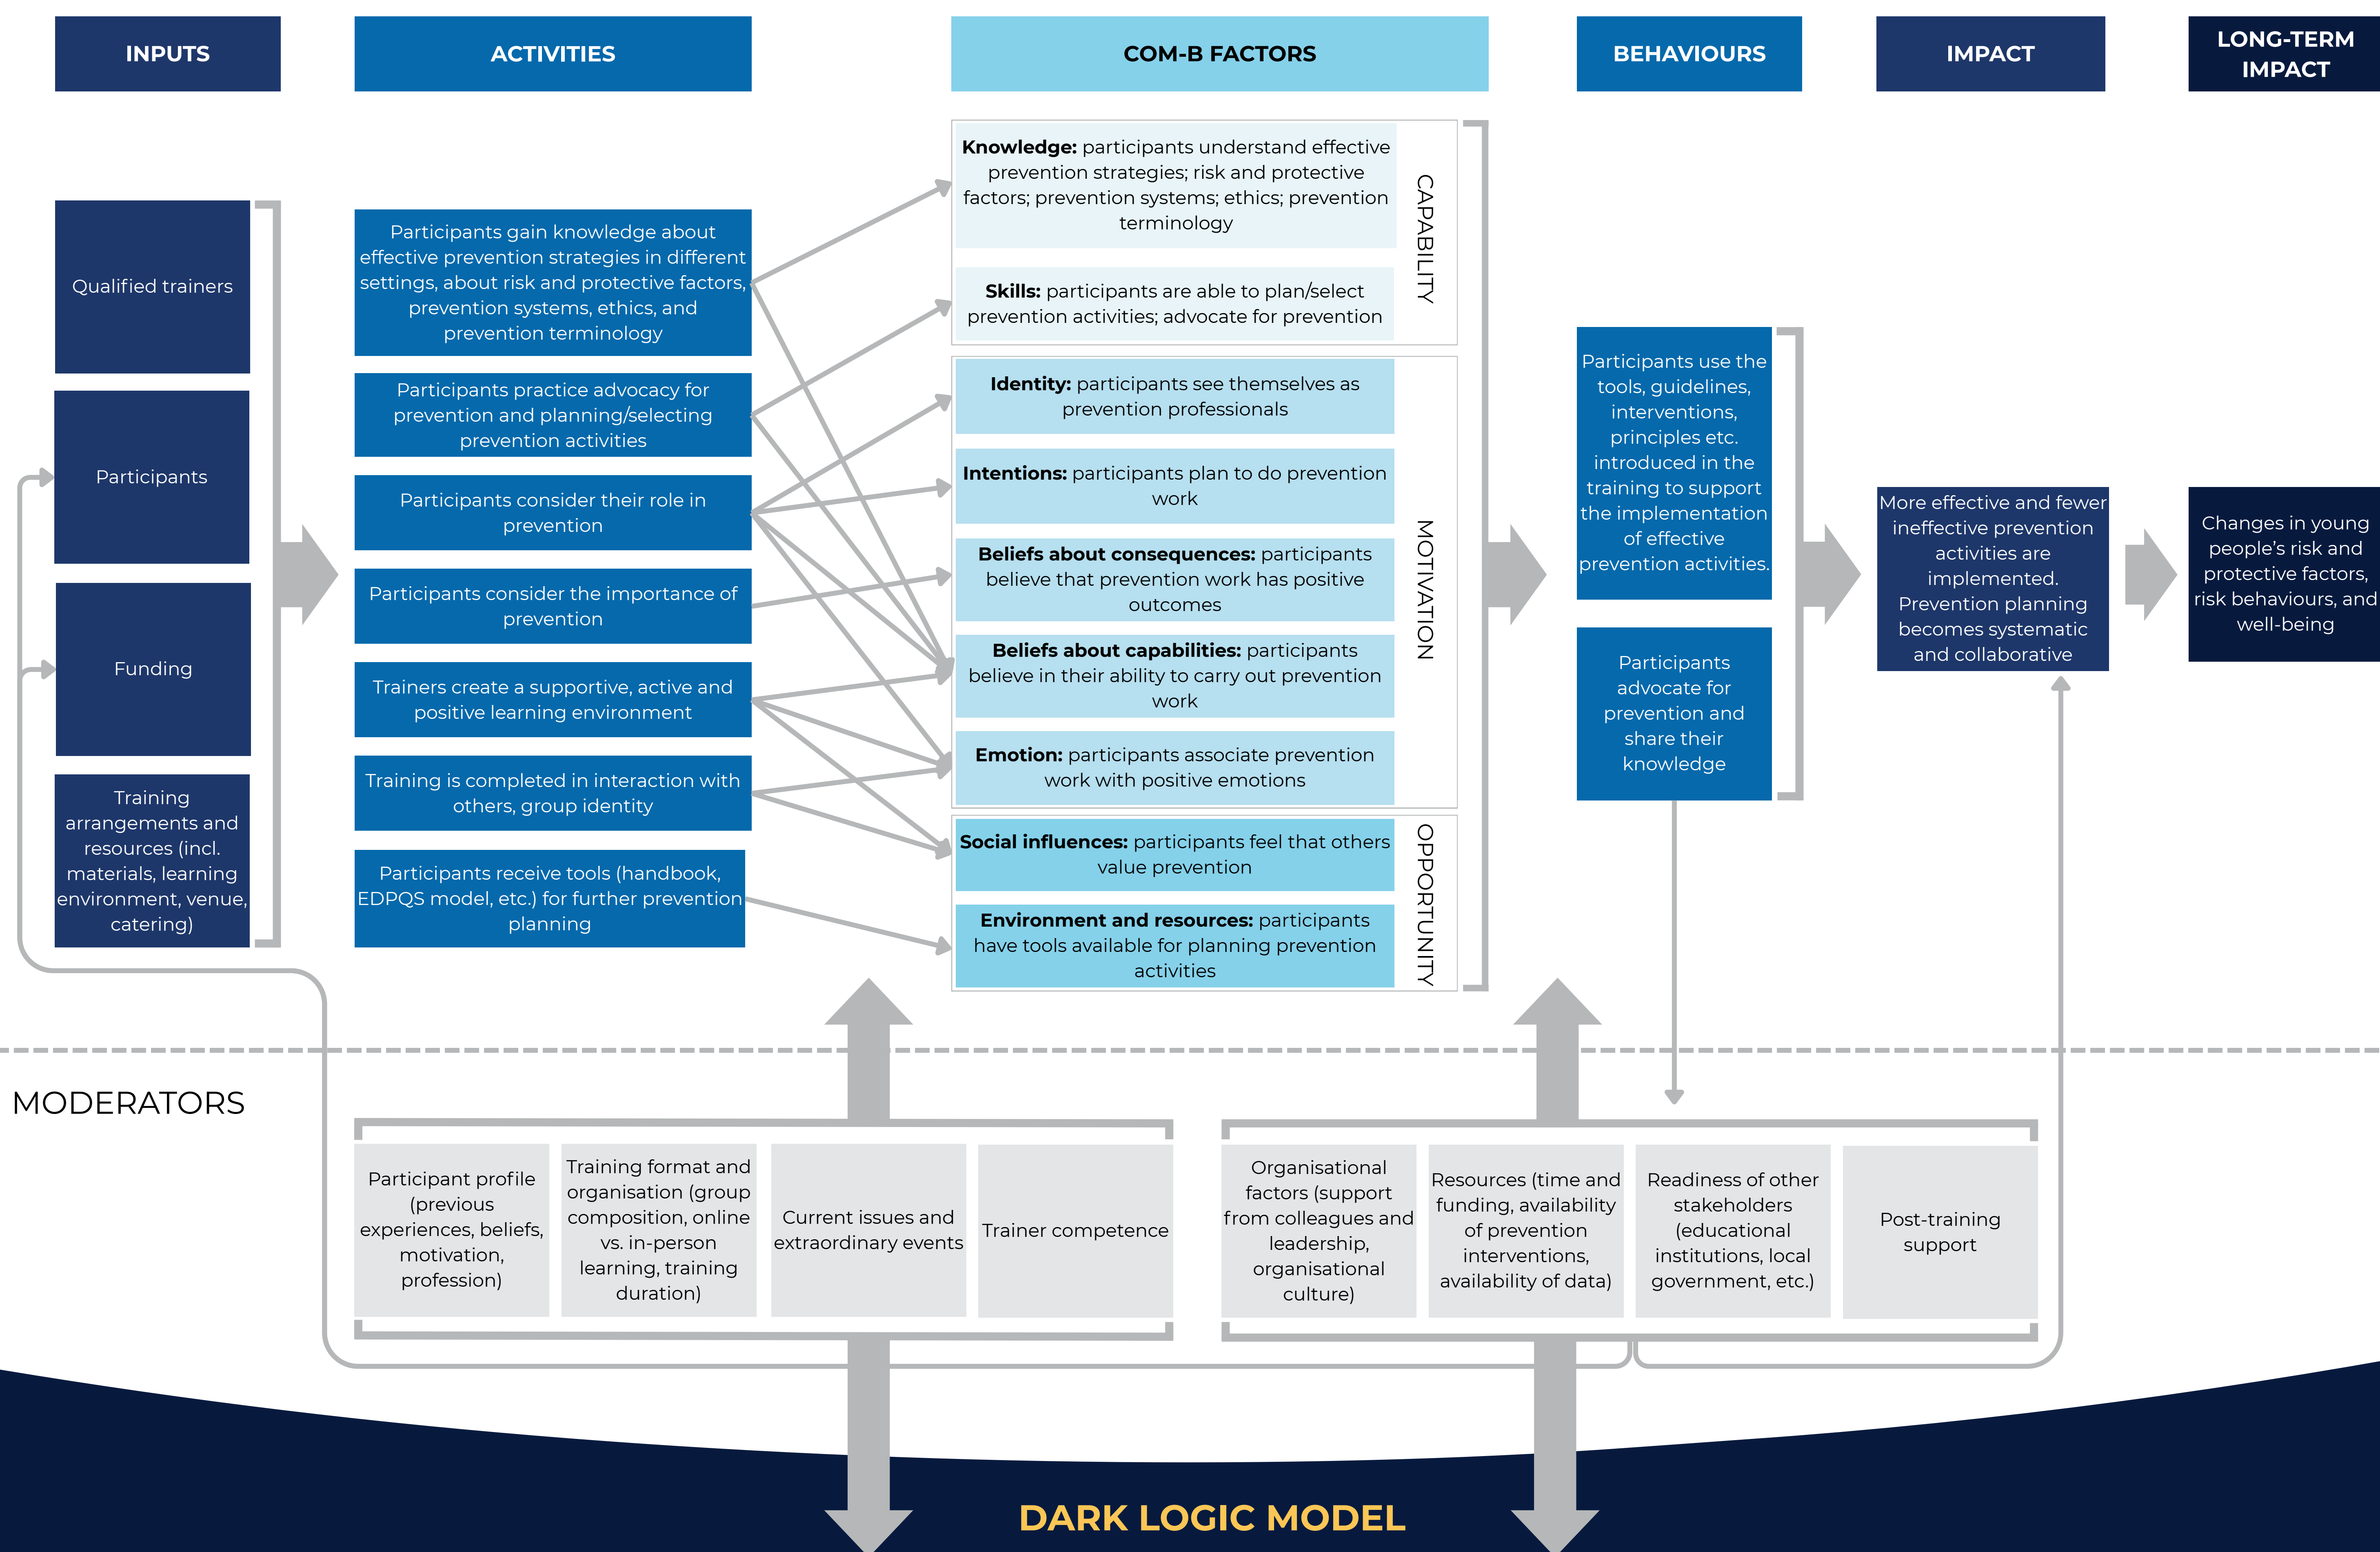 INPUTS
ACTIVITIES
COM-B FACTORS
BEHAVIOURS
IMPACT
LONG-TERM
IMPACT
Qualified trainers
Participants
Funding
Training
arrangements and
resources (incl.
materials, learning
environment, venue,
catering)
Participants gain knowledge about
effective prevention strategies in different
settings, about risk and protective factors,
prevention systems, ethics, and
prevention terminology
Participants practice advocacy for
prevention and planning/selecting
prevention activities
Participants consider their role in
prevention
Participants consider the importance of
prevention
Trainers create a supportive, active and
positive learning environment
Training is completed in interaction with
others, group identity
Participants receive tools (handbook,
EDPQS model, etc.) for further prevention
planning
Knowledge: participants understand effective
prevention strategies; risk and protective
factors; prevention systems; ethics; prevention
terminology
Skills: participants are able to plan/select
prevention activities; advocate for prevention
CAPABILITY
Identity: participants see themselves as
prevention professionals
Intentions: participants plan to do prevention
work
Beliefs about consequences: participants
believe that prevention work has positive
outcomes
Beliefs about capabilities: participants
believe in their ability to carry out prevention
work
Emotion: participants associate prevention
work with positive emotions
MOTIVATION
Social influences: participants feel that others
value prevention
Environment and resources: participants
have tools available for planning prevention
activities
OPPORTUNITY
Participants use the
tools, guidelines,
interventions,
principles etc.
introduced in the
training to support
the implementation
of effective
prevention activities.
Participants
advocate for
prevention and
share their
knowledge
More effective and fewer
ineffective prevention
activities are
implemented.
Prevention planning
becomes systematic
and collaborative
Changes in young
people's risk and
protective factors,
risk behaviours, and
well-being
MODERATORS
Participant profile
(previous
experiences, beliefs,
motivation,
profession)
Training format and
organisation (group
composition, online
vs. in-person
learning, training
duration)
Current issues and
extraordinary events
Trainer competence
Organisational
factors (support
from colleagues and
leadership,
organisational
culture)
Resources (time and
funding, availability
of prevention
interventions,
availability of data)
Readiness of other
stakeholders
(educational
institutions, local
government, etc.)
Post-training
support
DARK LOGIC MODEL